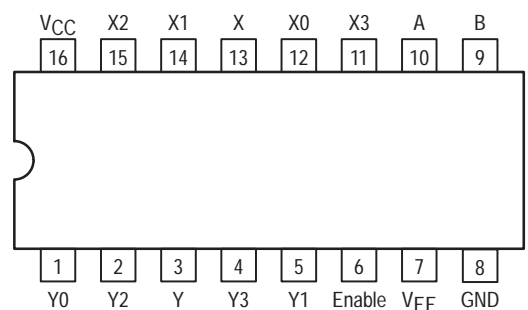 VCC X2 X1 X X0 X3 A B
16 15 14 13 12 11 10 9
1 2 3 4 5 6 7 8
Y0 Y2 Y Y3 Y1 Enable VEE GND